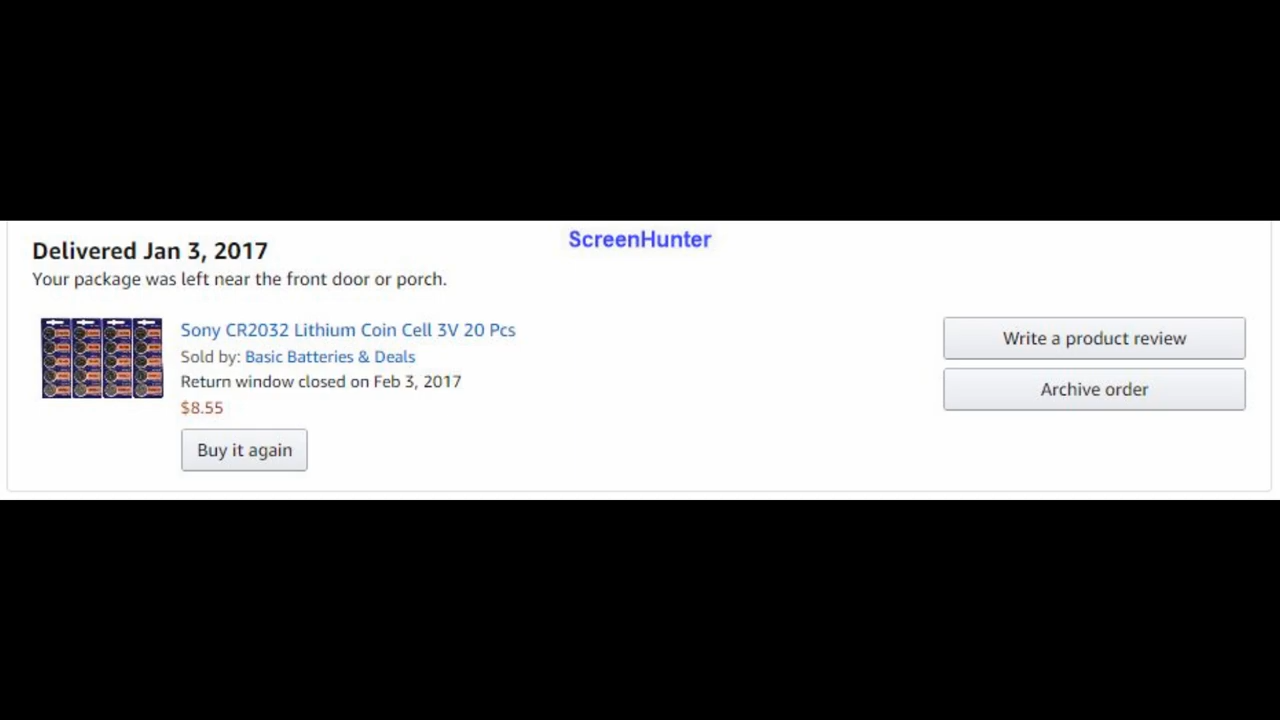 ScreenHunter
Delivered Jan 3, 2017
Your package was left near the front door or porch.
Sony CR2032 Lithium Coin Cell 3V 20 Pcs
Sold by: Basic Batteries & Deals
Return window closed on Feb 3, 2017
$8.55
Buy it again
Write a product review
Archive order